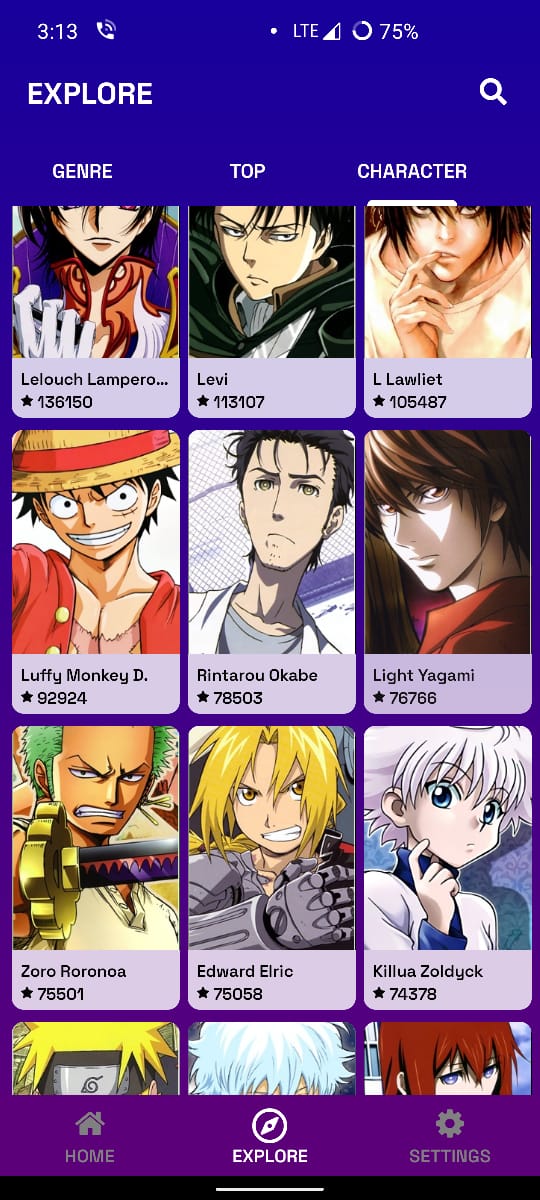 3:13 LTE 75%
EXPLORE
GENRE TOP CHARACTER
Lelouch Lampero... Levi L Lawliet
136150 113107 105487
Luffy Monkey D. Rintarou Okabe Light Yagami
92924 78503 76766
Zoro Roronoa Edward Elric Killua Zoldyck
75501 75058 74378
HOME EXPLORE SETTINGS